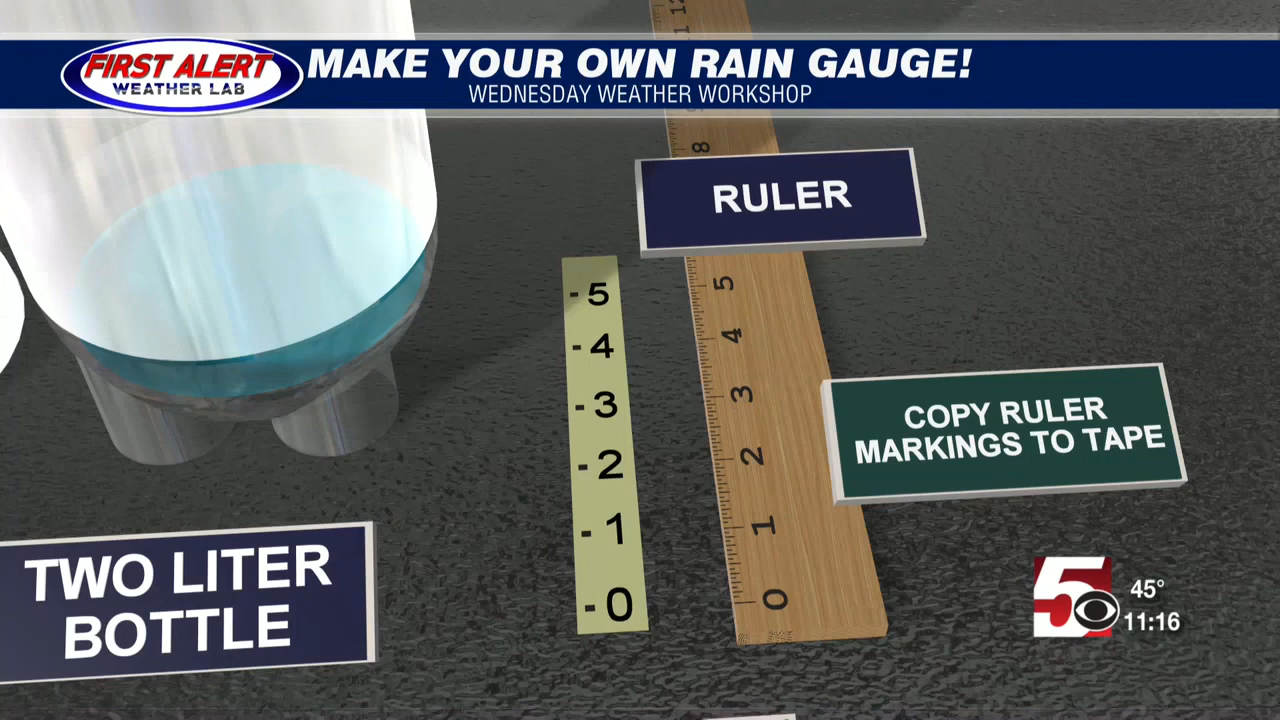 FIRST ALERT
WEATHER LAB
MAKE YOUR OWN RAIN GAUGE!
WEDNESDAY WEATHER WORKSHOP
12
11
8
RULER
5
4
3
2
1
0
-5
-4
-3
-2
-1
-0
COPY RULER
MARKINGS TO TAPE
TWO LITER
BOTTLE
5
45°
11:16